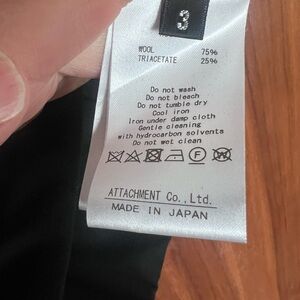 3
WOOL 75%
TRIACETATE 25%
Do not wash
Do not bleach
Do not tumble dry
Cool iron
Iron under damp cloth
Gentle cleaning
with hydrocarbon solvents
Do not wet clean
F
ATTACHMENT Co.,Ltd.
MADE IN JAPAN